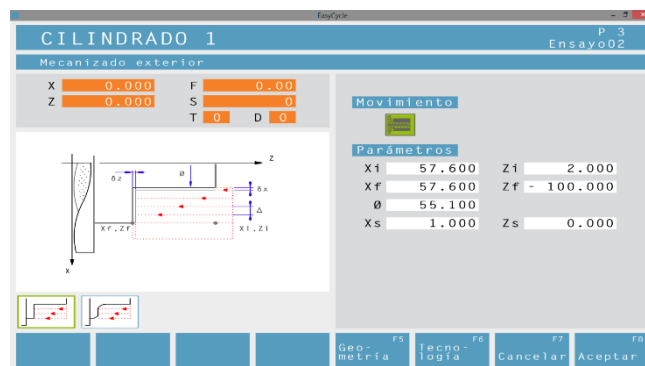 EasyCycle
CILINDRADO 1
P 3
Ensayo02
Mecanizado exterior
X 0.000 F 0.00
Z 0.000 S 0
T 0 D 0
Movimiento
Parámetros
Xi 57.600 Zi 2.000
Xf 57.600 Zf - 100.000
Ø 55.100
Xs 1.000 Zs 0.000
Z
δz
ø
δx
Δ
Xf,Zf
Xi,Zi
X
F5
Geo-
metría
F6
Tecno-
logía
F7
Cancelar
F8
Aceptar